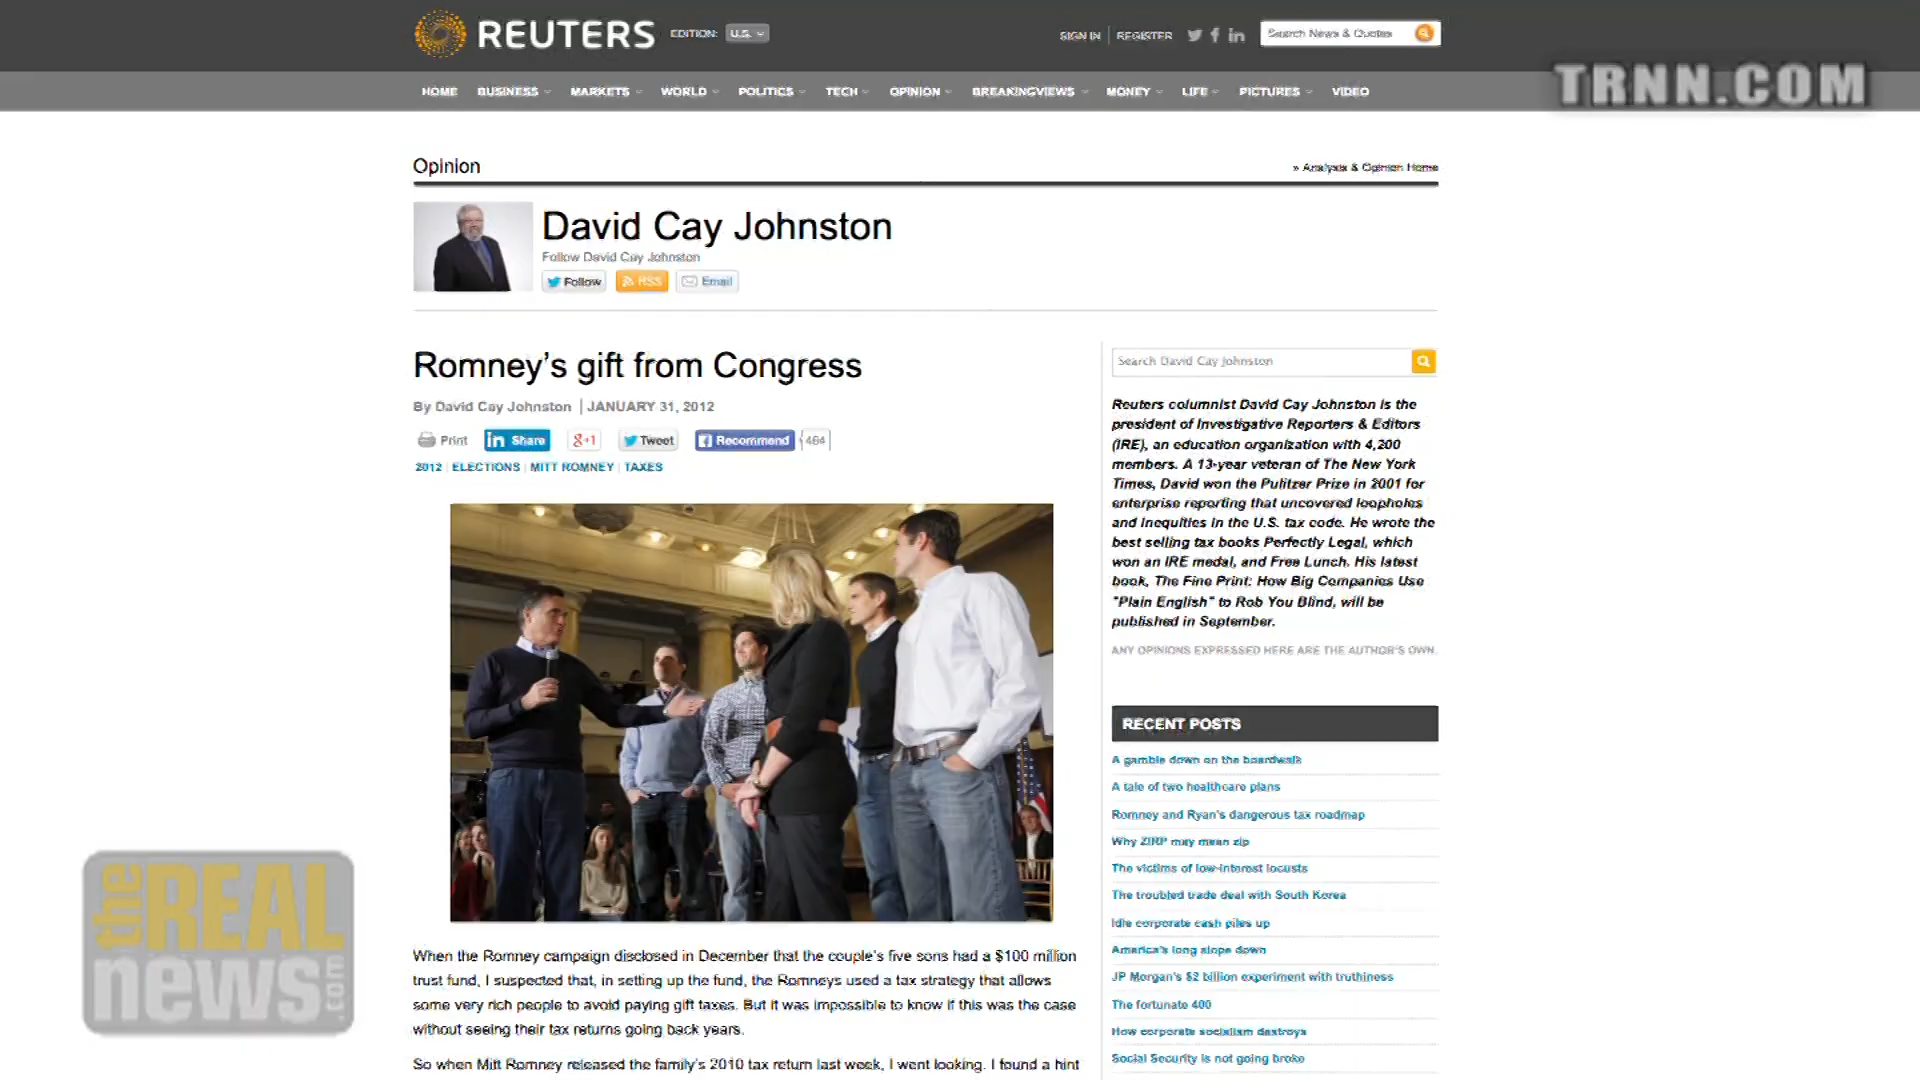 REUTERS EDITION: U.S.
SIGN IN REGISTER Search News & Quotes
TRNN.COM
HOME BUSINESS MARKETS WORLD POLITICS TECH OPINION BREAKINGVIEWS MONEY LIFE PICTURES VIDEO
Opinion
» Analysis & Opinion Home
David Cay Johnston
Follow David Cay Johnston
Follow RSS Email
Romney’s gift from Congress
By David Cay Johnston | JANUARY 31, 2012
Print Share +1 Tweet Recommend 464
2012 | ELECTIONS | MITT ROMNEY | TAXES
When the Romney campaign disclosed in December that the couple’s five sons had a $100 million
trust fund, I suspected that, in setting up the fund, the Romneys used a tax strategy that allows
some very rich people to avoid paying gift taxes. But it was impossible to know if this was the case
without seeing their tax returns going back years.
So when Mitt Romney released the family’s 2010 tax return last week, I went looking. I found a hint
Search David Cay Johnston
Reuters columnist David Cay Johnston is the
president of Investigative Reporters & Editors
(IRE), an education organization with 4,200
members. A 13-year veteran of The New York
Times, David won the Pulitzer Prize in 2001 for
enterprise reporting that uncovered loopholes
and inequities in the U.S. tax code. He wrote the
best selling tax books Perfectly Legal, which
won an IRE medal, and Free Lunch. His latest
book, The Fine Print: How Big Companies Use
"Plain English" to Rob You Blind, will be
published in September.
ANY OPINIONS EXPRESSED HERE ARE THE AUTHOR'S OWN.
RECENT POSTS
A gamble down on the boardwalk
A tale of two healthcare plans
Romney and Ryan's dangerous tax roadmap
Why ZIRP may mean zip
The victims of low-interest locusts
The troubled trade deal with South Korea
Idle corporate cash piles up
America's long slope down
JP Morgan's $2 billion experiment with truthiness
The fortunate 400
How corporate socialism destroys
Social Security is not going broke
the REAL
news.com